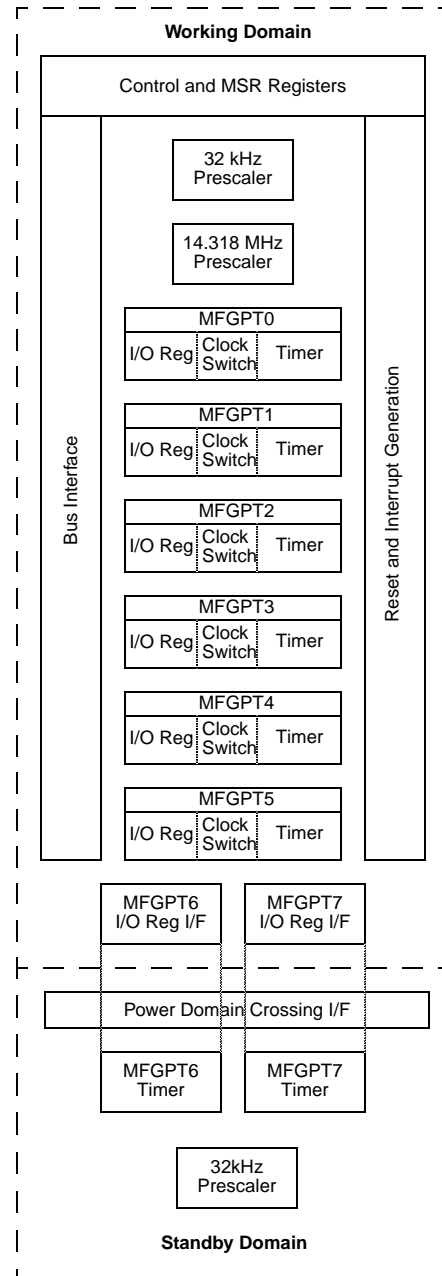 Working Domain
Control and MSR Registers
32 kHz
Prescaler
14.318 MHz
Prescaler
Bus Interface
MFGPT0
I/O Reg Clock Switch Timer
MFGPT1
I/O Reg Clock Switch Timer
MFGPT2
I/O Reg Clock Switch Timer
MFGPT3
I/O Reg Clock Switch Timer
MFGPT4
I/O Reg Clock Switch Timer
MFGPT5
I/O Reg Clock Switch Timer
Reset and Interrupt Generation
MFGPT6
I/O Reg I/F
MFGPT7
I/O Reg I/F
Power Domain Crossing I/F
MFGPT6
Timer
MFGPT7
Timer
32kHz
Prescaler
Standby Domain